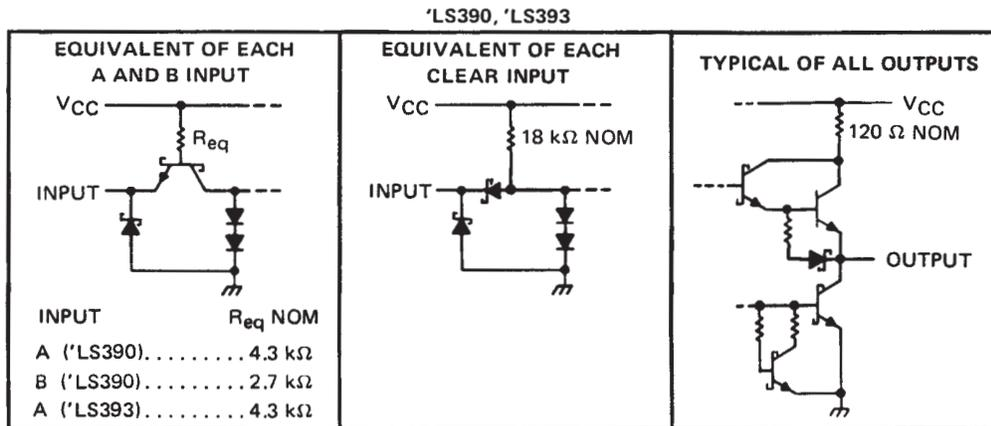 'LS390, 'LS393
EQUIVALENT OF EACH
A AND B INPUT
VCC
Req
INPUT
INPUT Req NOM
A ('LS390).........4.3 kΩ
B ('LS390).........2.7 kΩ
A ('LS393).........4.3 kΩ
EQUIVALENT OF EACH
CLEAR INPUT
VCC
18 kΩ NOM
INPUT
TYPICAL OF ALL OUTPUTS
VCC
120 Ω NOM
OUTPUT